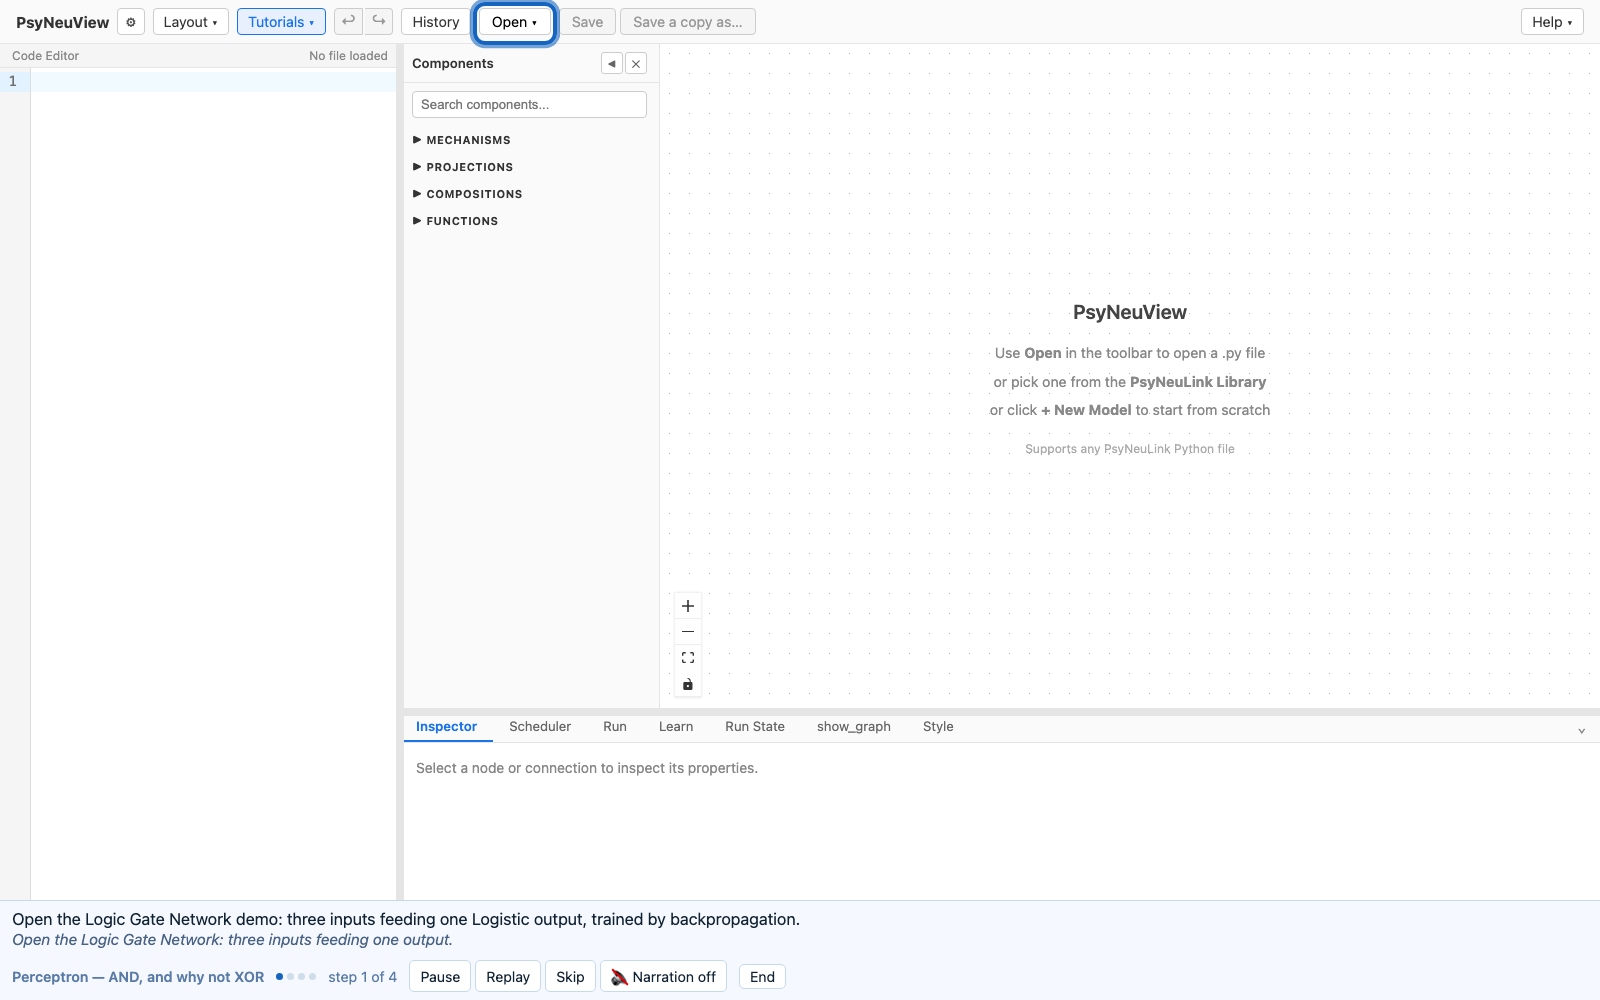 PsyNeuView
Layout ▾
Tutorials ▾
History
Open ▾
Save
Save a copy as...
Help ▾
Code Editor
No file loaded
1
Components
Search components...
MECHANISMS
PROJECTIONS
COMPOSITIONS
FUNCTIONS
PsyNeuView
Use Open in the toolbar to open a .py file
or pick one from the PsyNeuLink Library
or click + New Model to start from scratch
Supports any PsyNeuLink Python file
Inspector
Scheduler
Run
Learn
Run State
show_graph
Style
Select a node or connection to inspect its properties.
Open the Logic Gate Network demo: three inputs feeding one Logistic output, trained by backpropagation.
Open the Logic Gate Network: three inputs feeding one output.
Perceptron — AND, and why not XOR
step 1 of 4
Pause
Replay
Skip
Narration off
End